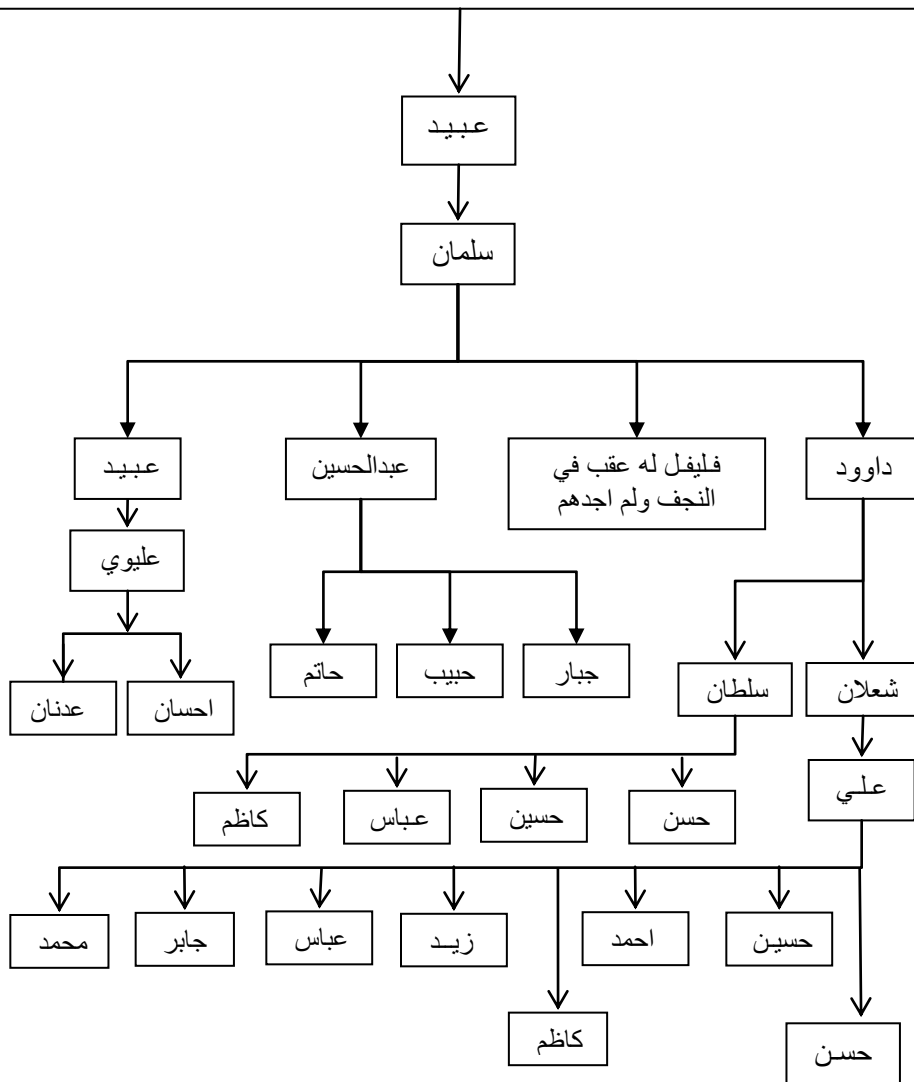 عبيد
سلمان
داوود
فليفل له عقب في
النجف ولم اجدهم
عبدالحسين
عبيد
عليوي
شعلان
سلطان
جبار
حبيب
حاتم
احسان
عدنان
علي
حسن
حسين
عباس
كاظم
حسين
احمد
زيد
عباس
جابر
محمد
حسن
كاظم